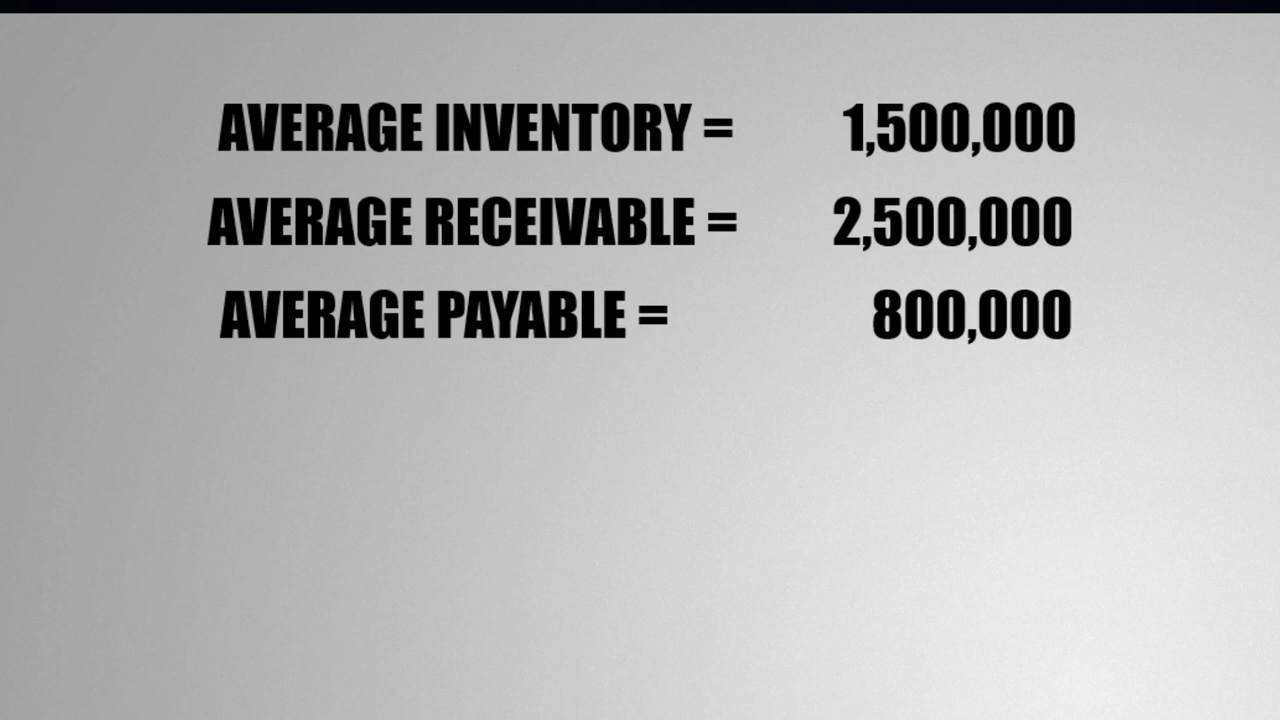 AVERAGE INVENTORY = 1,500,000
AVERAGE RECEIVABLE = 2,500,000
AVERAGE PAYABLE = 800,000